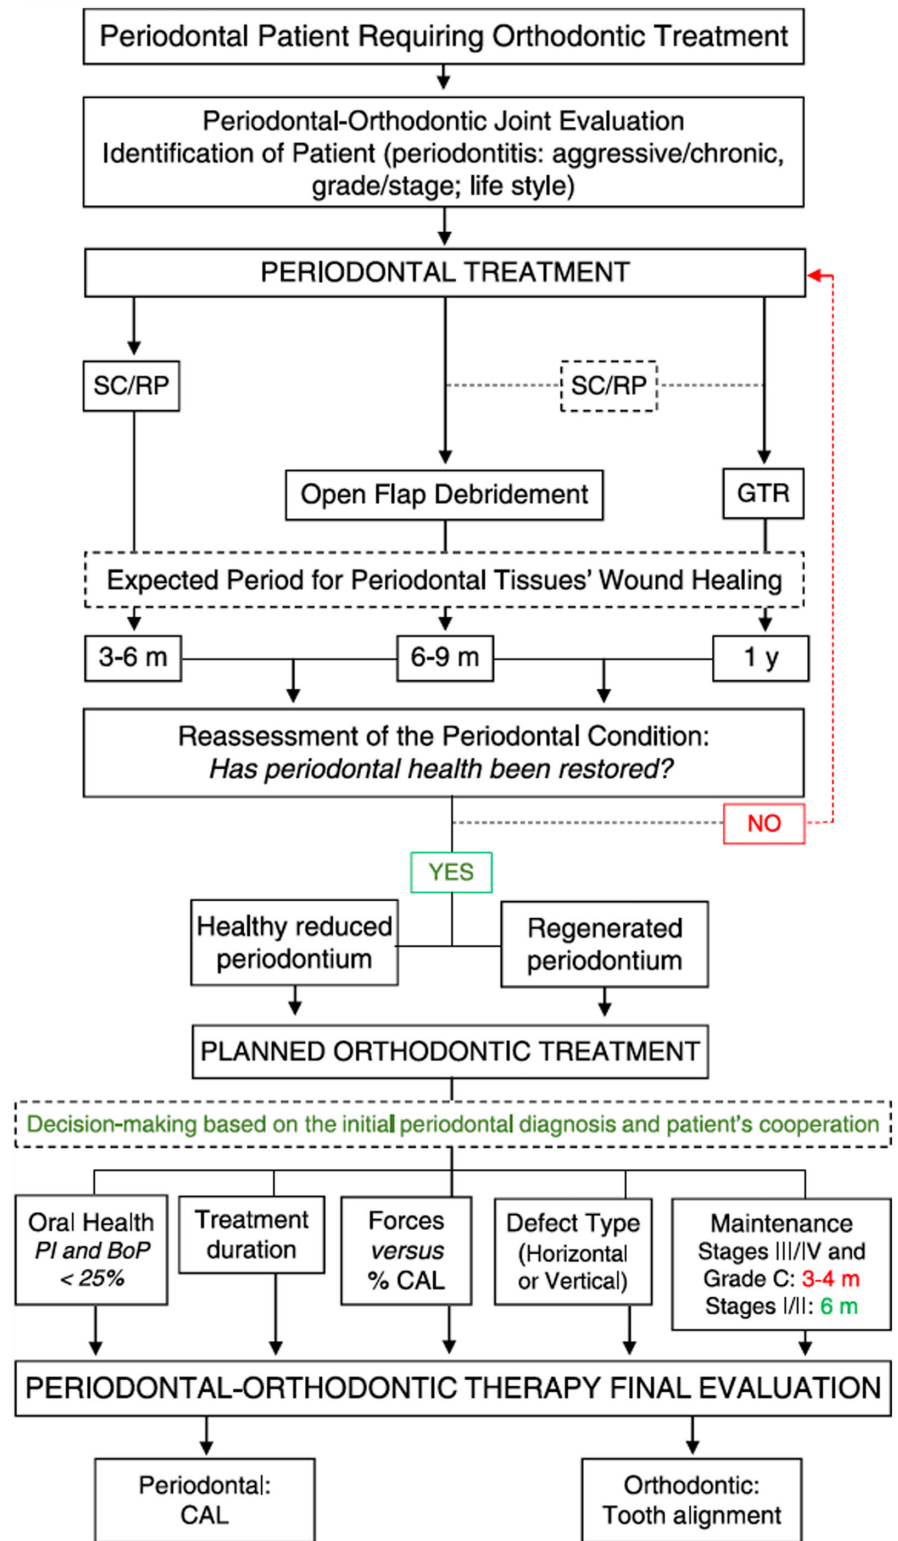 Periodontal Patient Requiring Orthodontic Treatment
Periodontal-Orthodontic Joint Evaluation
Identification of Patient (periodontitis: aggressive/chronic,
grade/stage; life style)
PERIODONTAL TREATMENT
SC/RP
SC/RP
Open Flap Debridement
GTR
Expected Period for Periodontal Tissues’ Wound Healing
3-6 m
6-9 m
1 y
Reassessment of the Periodontal Condition:
Has periodontal health been restored?
NO
YES
Healthy reduced
periodontium
Regenerated
periodontium
PLANNED ORTHODONTIC TREATMENT
Decision-making based on the initial periodontal diagnosis and patient’s cooperation
Oral Health
PI and BoP
< 25%
Treatment
duration
Forces
versus
% CAL
Defect Type
(Horizontal
or Vertical)
Maintenance
Stages III/IV and
Grade C: 3-4 m
Stages I/II: 6 m
PERIODONTAL-ORTHODONTIC THERAPY FINAL EVALUATION
Periodontal:
CAL
Orthodontic:
Tooth alignment